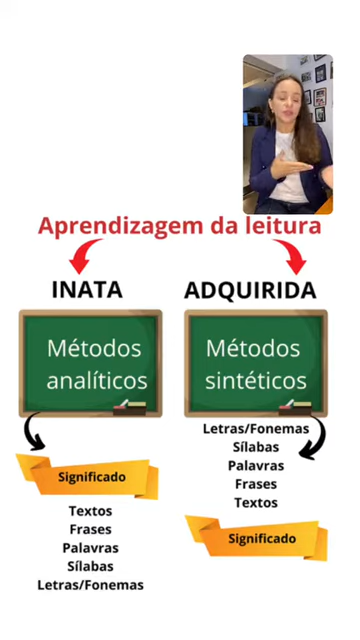 Aprendizagem da leitura
INATA
Métodos
analíticos
Significado
Textos
Frases
Palavras
Sílabas
Letras/Fonemas
ADQUIRIDA
Métodos
sintéticos
Letras/Fonemas
Sílabas
Palavras
Frases
Textos
Significado